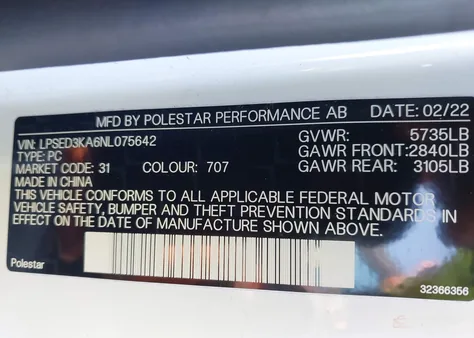 MFD BY POLESTAR PERFORMANCE AB DATE: 02/22
VIN: LPSED3KA6NL075642 GVWR: 5735LB
TYPE: PC GAWR FRONT:2840LB
MARKET CODE: 31 COLOUR: 707 GAWR REAR: 3105LB
MADE IN CHINA
THIS VEHICLE CONFORMS TO ALL APPLICABLE FEDERAL MOTOR
VEHICLE SAFETY, BUMPER AND THEFT PREVENTION STANDARDS IN
EFFECT ON THE DATE OF MANUFACTURE SHOWN ABOVE.
Polestar 32366356